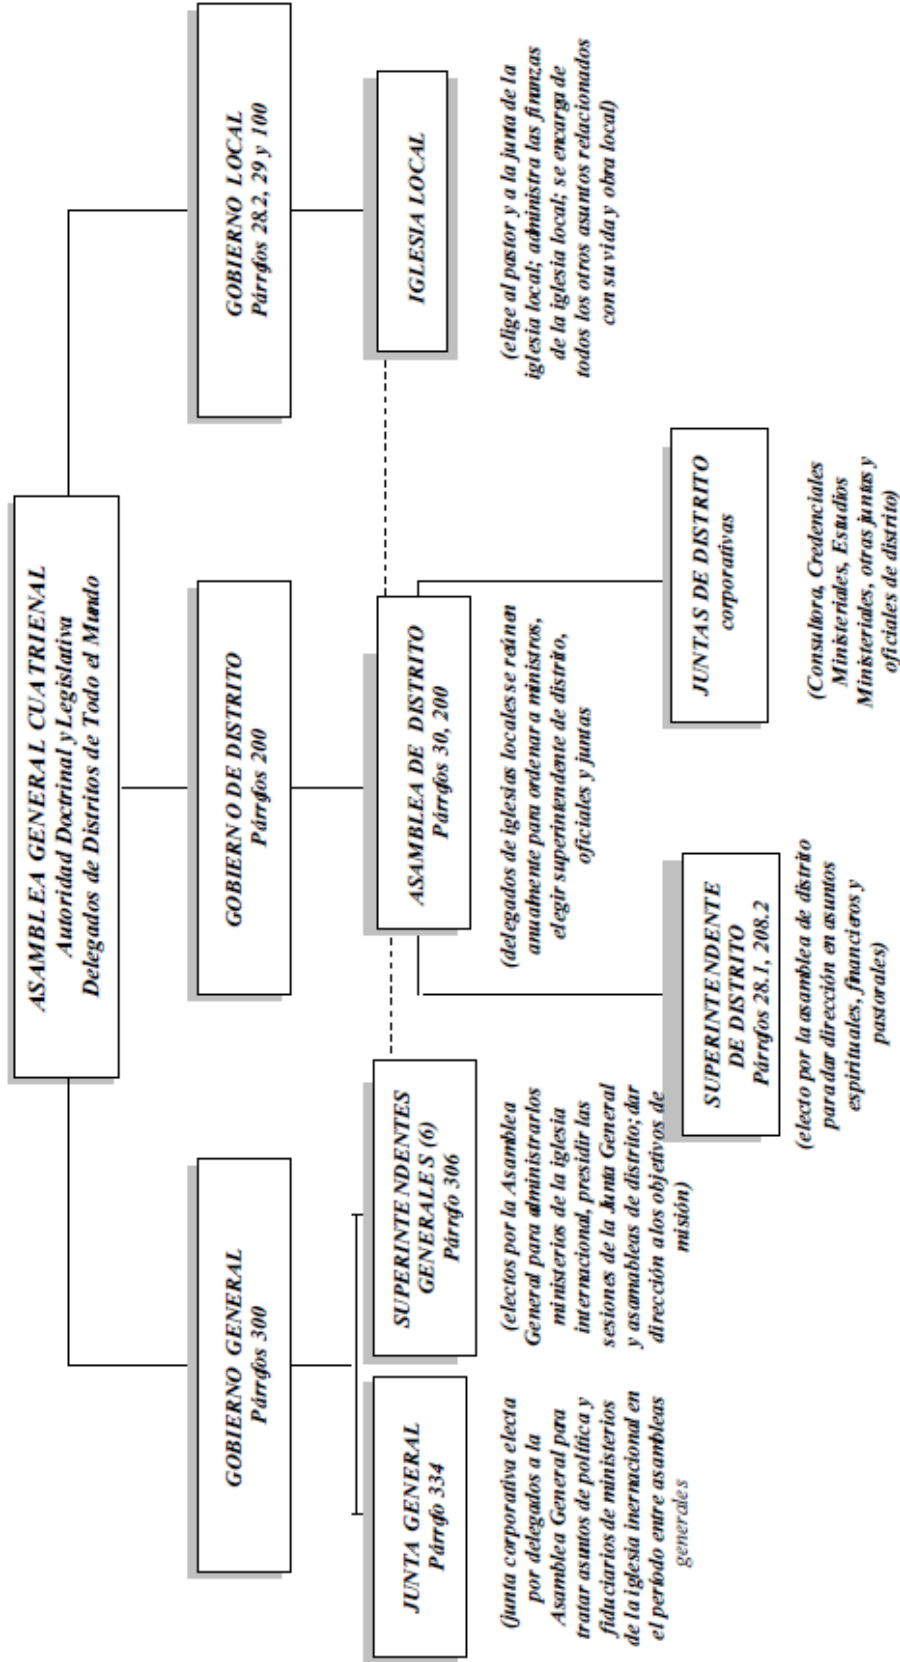 ASAMBLEA GENERAL CUATRIENAL
Autoridad Doctrinal y Legislativa
Delegados de Distritos de Todo el Mundo
GOBIERNO GENERAL
Párrafos 300
GOBIERNO DE DISTRITO
Párrafos 200
GOBIERNO LOCAL
Párrafos 28.2, 29 y 100
JUNTA GENERAL
Párrafo 334
SUPERINTENDENTES
GENERALES (6)
Párrafo 306
ASAMBLEA DE DISTRITO
Párrafos 30, 200
IGLESIA LOCAL
(junta corporativa electa
por delegados a la
Asamblea General para
tratar asuntos de política y
fiduciarios de ministerios
de la iglesia inernacional en
el período entre asambleas
generales
(electos por la Asamblea
General para administrarlos
ministerios de la iglesia
internacional, presidir las
sesiones de la Junta General
y asamableas de distrito; dar
dirección a los objetivos de
misión)
(delegados de iglesias locales se reúnen
anualmente para ordenar a ministros,
elegir superintendente de distrito,
oficiales y juntas
(elige al pastor y a la junta de la
iglesia local; administra las finanzas
de la iglesia local; se encarga de
todos los otros asuntos relacionados
con su vida y obra local)
SUPERINTENDENTE
DE DISTRITO
Párrafos 28.1, 208.2
JUNTAS DE DISTRITO
corporativas
(electo por la asamblea de distrito
para dar dirección en asuntos
espirituales, financieros y
pastorales)
(Consultora, Credenciales
Ministeriales, Estudios
Ministeriales, otras juntas y
oficiales de distrito)